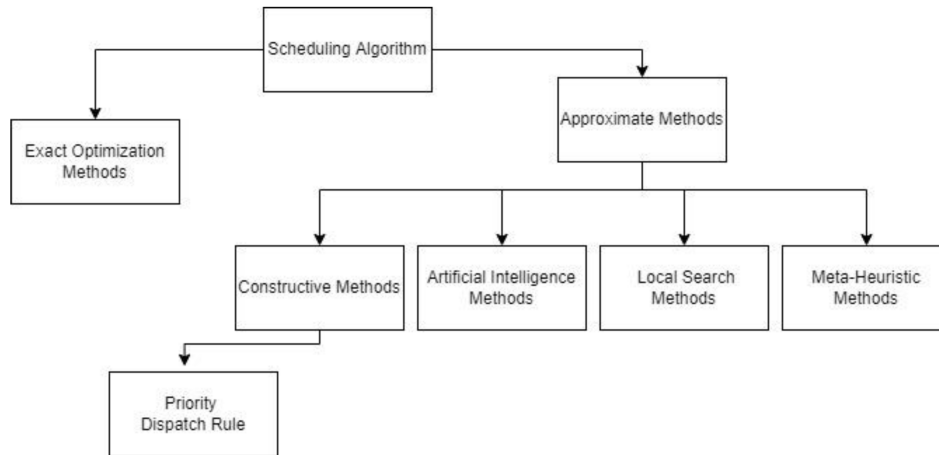 Scheduling Algorithm
Approximate Methods
Exact Optimization
Methods
Constructive Methods
Artificial Intelligence
Methods
Local Search
Methods
Meta-Heuristic
Methods
Priority
Dispatch Rule